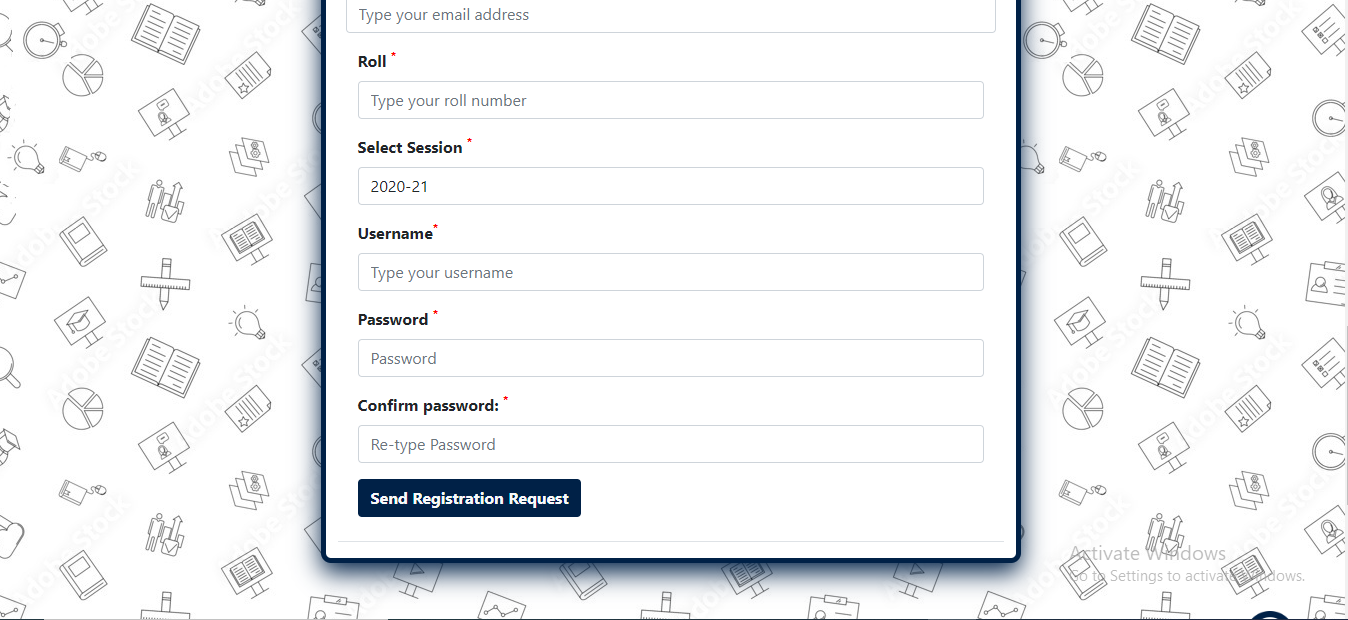 Type your email address
Roll *
Type your roll number
Select Session *
2020-21
Username*
Type your username
Password *
Password
Confirm password: *
Re-type Password
Send Registration Request
Activate Windows
Go to Settings to activate Windows.